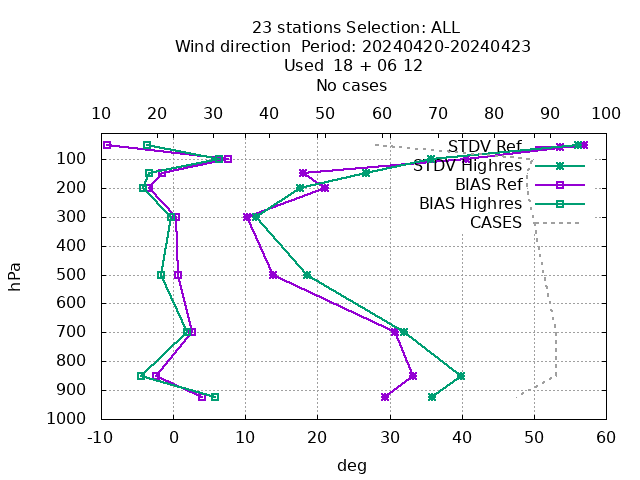 23 stations Selection: ALL
Wind direction  Period: 20240420-20240423
Used 18 + 06 12
No cases
10 20 30 40 50 60 70 80 90 100
STDV Ref
STDV Highres
BIAS Ref
BIAS Highres
CASES
100
200
300
400
500
600
700
800
900
1000
hPa
-10 0 10 20 30 40 50 60
deg